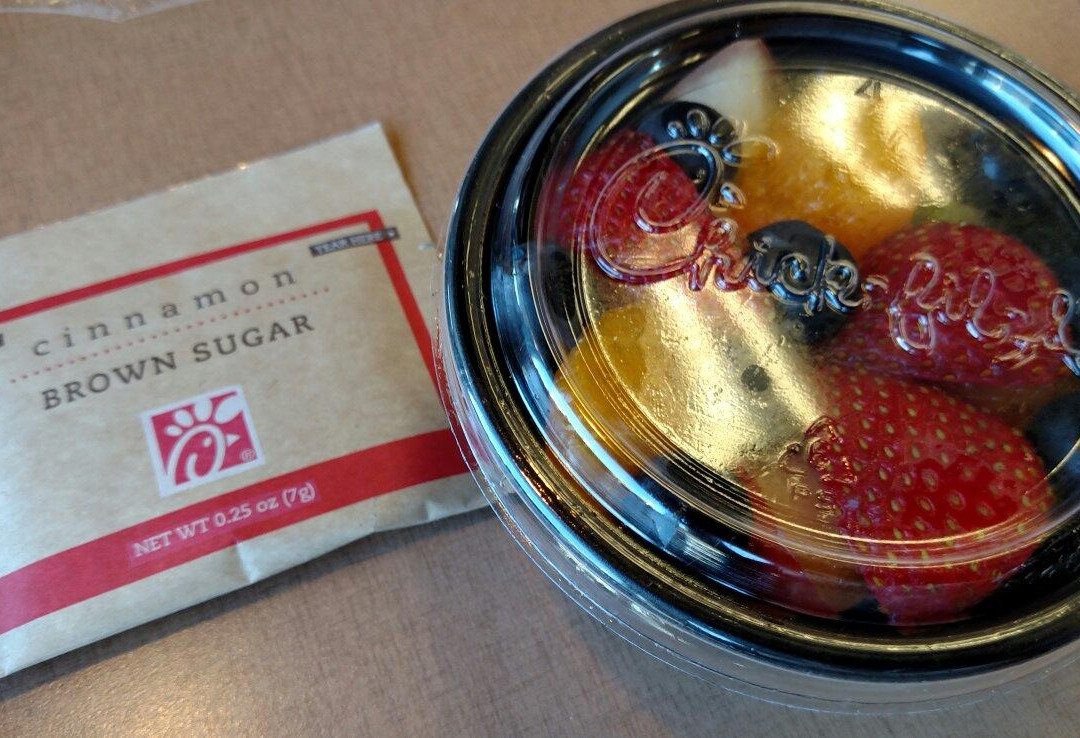 TEAR HERE
cinnamon
BROWN SUGAR
®
NET WT 0.25 oz (7g)
Chick-fil-A